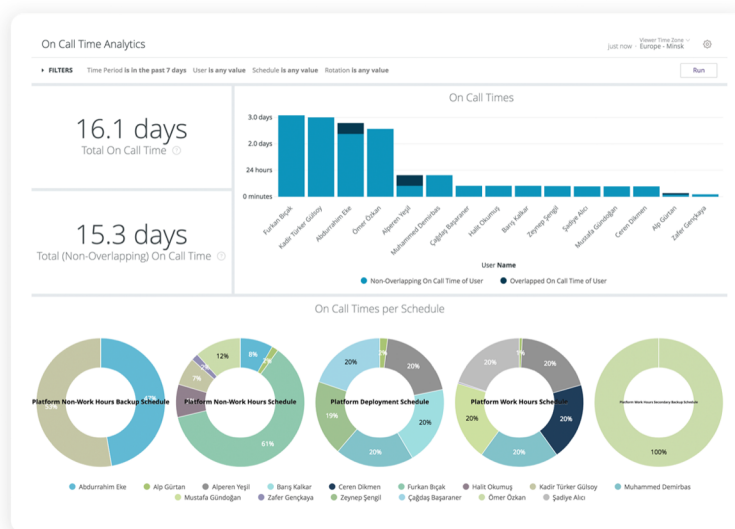 On Call Time Analytics
Viewer Time Zone
just now · Europe - Minsk
FILTERS Time Period is in the past 7 days User is any value Schedule is any value Rotation is any value
Run
16.1 days
Total On Call Time
15.3 days
Total (Non-Overlapping) On Call Time
On Call Times
3.0 days
2.0 days
24 hours
0 minutes
Furkan Bıçak
Kadir Türker Gülsoy
Abdurrahim Eke
Ömer Özkan
Alperen Yeşil
Muhammed Demirbas
Çağdaş Başaraner
Halit Okumuş
Barış Kalkar
Zeynep Şengil
Şadiye Alıcı
Mustafa Gündoğan
Ceren Dikmen
Alp Gürtan
Zafer Gençkaya
User Name
Non-Overlapping On Call Time of User
Overlapped On Call Time of User
On Call Times per Schedule
Platform Non-Work Hours Backup Schedule
53%
12%
8%
7%
Platform Non-Work Hours Schedule
61%
20%
20%
Platform Deployment Schedule
19%
20%
20%
20%
20%
Platform Work Hours Schedule
20%
20%
20%
Platform Work Hours Secondary Backup Schedule
100%
Abdurrahim Eke
Alp Gürtan
Alperen Yeşil
Barış Kalkar
Ceren Dikmen
Furkan Bıçak
Halit Okumuş
Kadir Türker Gülsoy
Muhammed Demirbas
Mustafa Gündoğan
Zafer Gençkaya
Zeynep Şengil
Çağdaş Başaraner
Ömer Özkan
Şadiye Alıcı